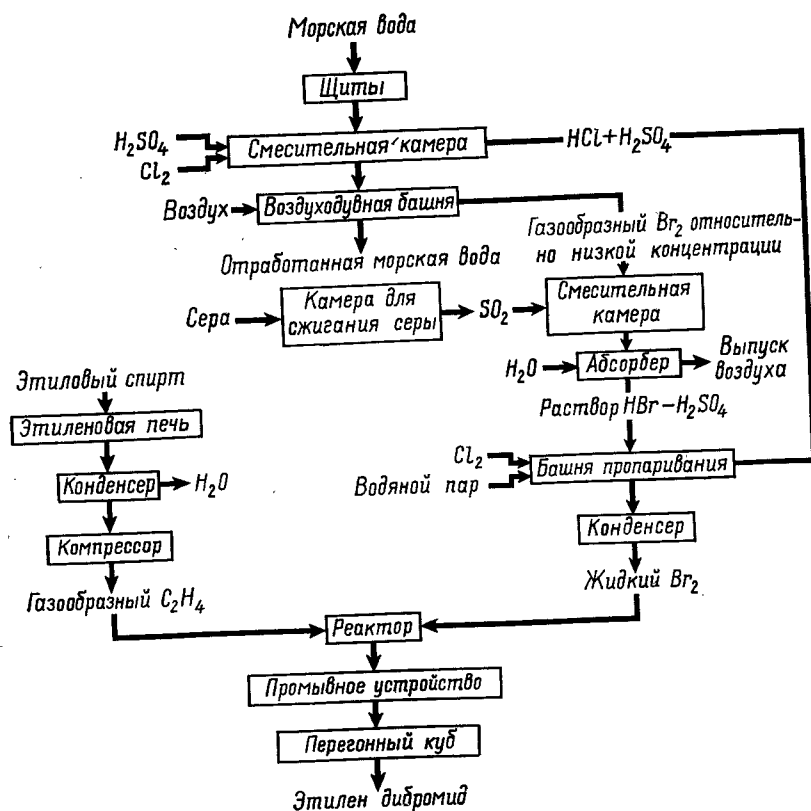 Морская вода
Щиты
H₂SO₄
Cl₂
Смесительная камера
HCl+H₂SO₄
Воздух
Воздуходувная башня
Газообразный Br₂ относитель-
но низкой концентрации
Отработанная морская вода
Сера
Камера для
сжигания серы
SO₂
Смесительная
камера
H₂O
Абсорбер
Выпуск
воздуха
Раствор HBr–H₂SO₄
Этиловый спирт
Этиленовая печь
Конденсер
H₂O
Компрессор
Газообразный C₂H₄
Cl₂
Водяной пар
Башня пропаривания
Конденсер
Жидкий Br₂
Реактор
Промывное устройство
Перегонный куб
Этилен дибромид